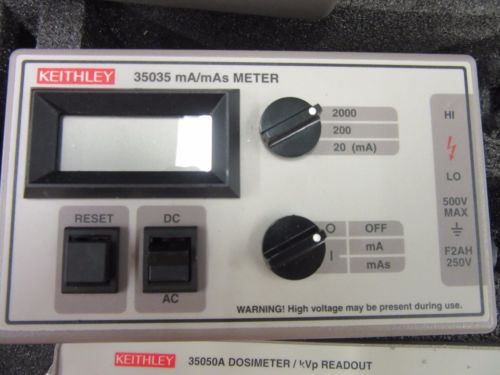 KEITHLEY 35035 mA/mAs METER
2000
200
20 (mA)
HI
LO
500V
MAX
F2AH
250V
RESET
DC
AC
O OFF
mA
I
mAs
WARNING! High voltage may be present during use.
KEITHLEY 35050A DOSIMETER / kVp READOUT